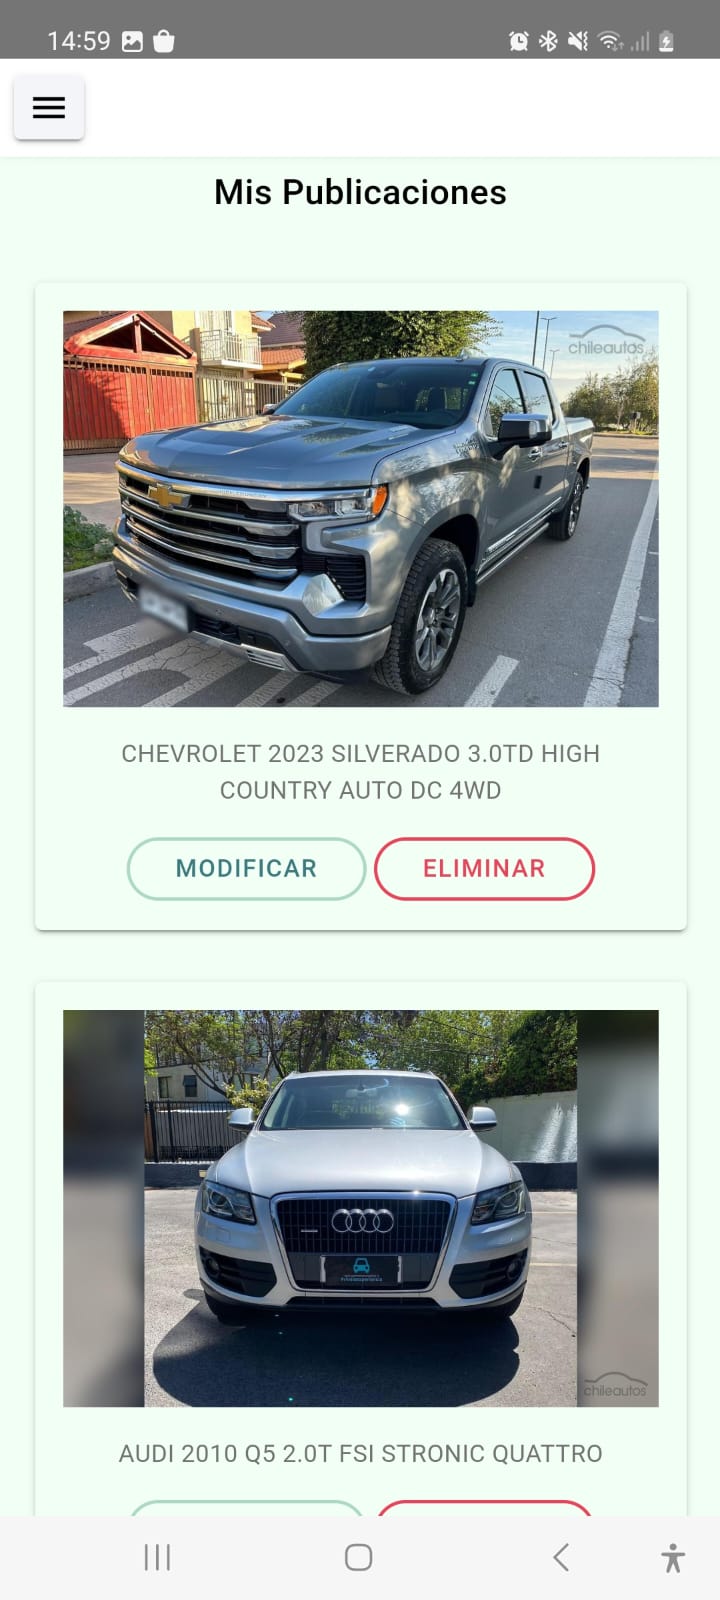 14:59
Mis Publicaciones
chileautos
CHEVROLET 2023 SILVERADO 3.0TD HIGH
COUNTRY AUTO DC 4WD
MODIFICAR
ELIMINAR
chileautos
AUDI 2010 Q5 2.0T FSI STRONIC QUATTRO